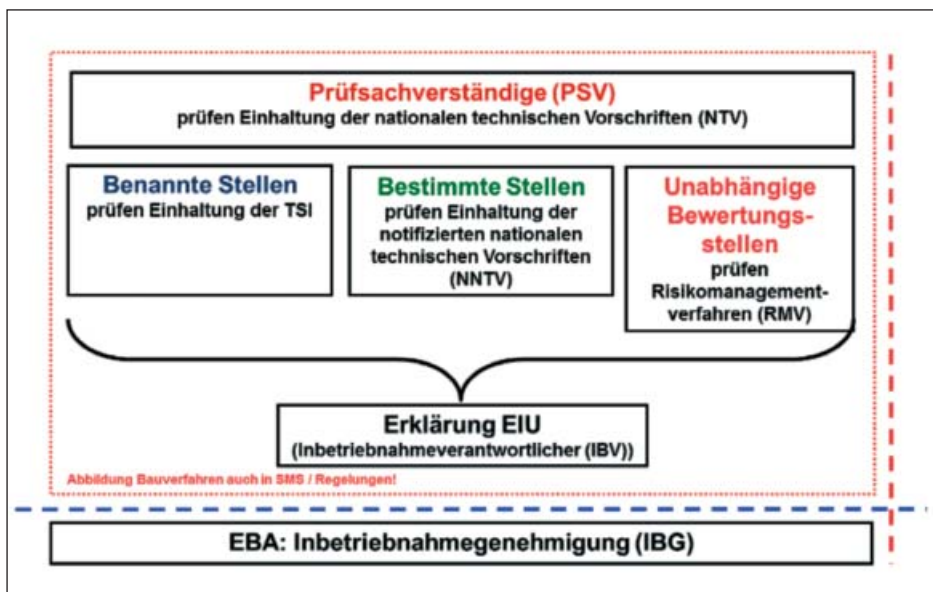 Prüfsachverständige (PSV)
prüfen Einhaltung der nationalen technischen Vorschriften (NTV)
Benannte Stellen
prüfen Einhaltung der TSI
Bestimmte Stellen
prüfen Einhaltung der
notifizierten nationalen
technischen Vorschriften
(NNTV)
Unabhängige
Bewertungs-
stellen
prüfen
Risikomanagement-
verfahren (RMV)
Erklärung EIU
(Inbetriebnahmeverantwortlicher (IBV))
Abbildung Bauverfahren auch in SMS / Regelungen!
EBA: Inbetriebnahmegenehmigung (IBG)